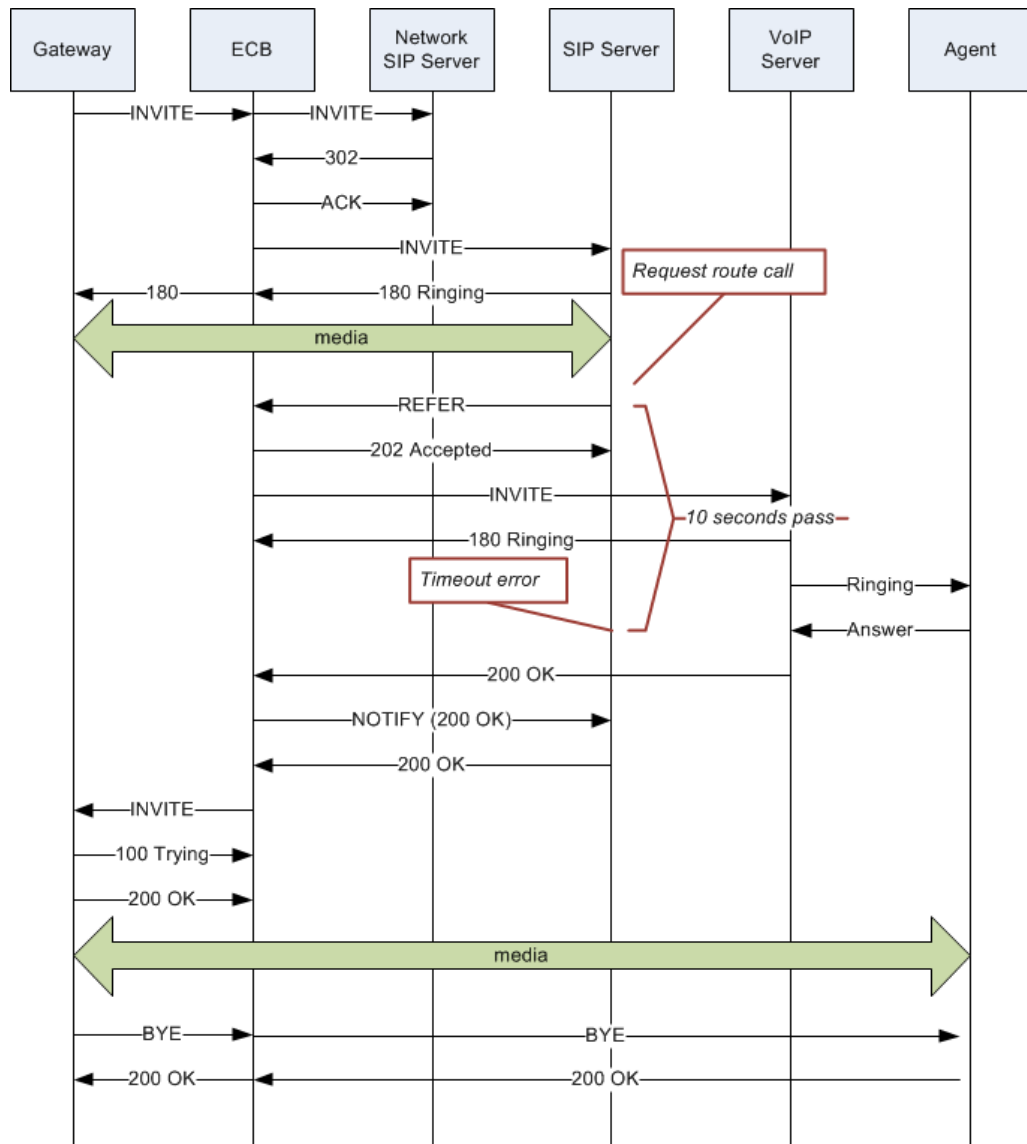 Gateway
ECB
Network
SIP Server
SIP Server
VoIP
Server
Agent
INVITE
INVITE
302
ACK
INVITE
Request route call
180
180 Ringing
media
REFER
202 Accepted
INVITE
10 seconds pass
180 Ringing
Timeout error
Ringing
Answer
200 OK
NOTIFY (200 OK)
200 OK
INVITE
100 Trying
200 OK
media
BYE
BYE
200 OK
200 OK